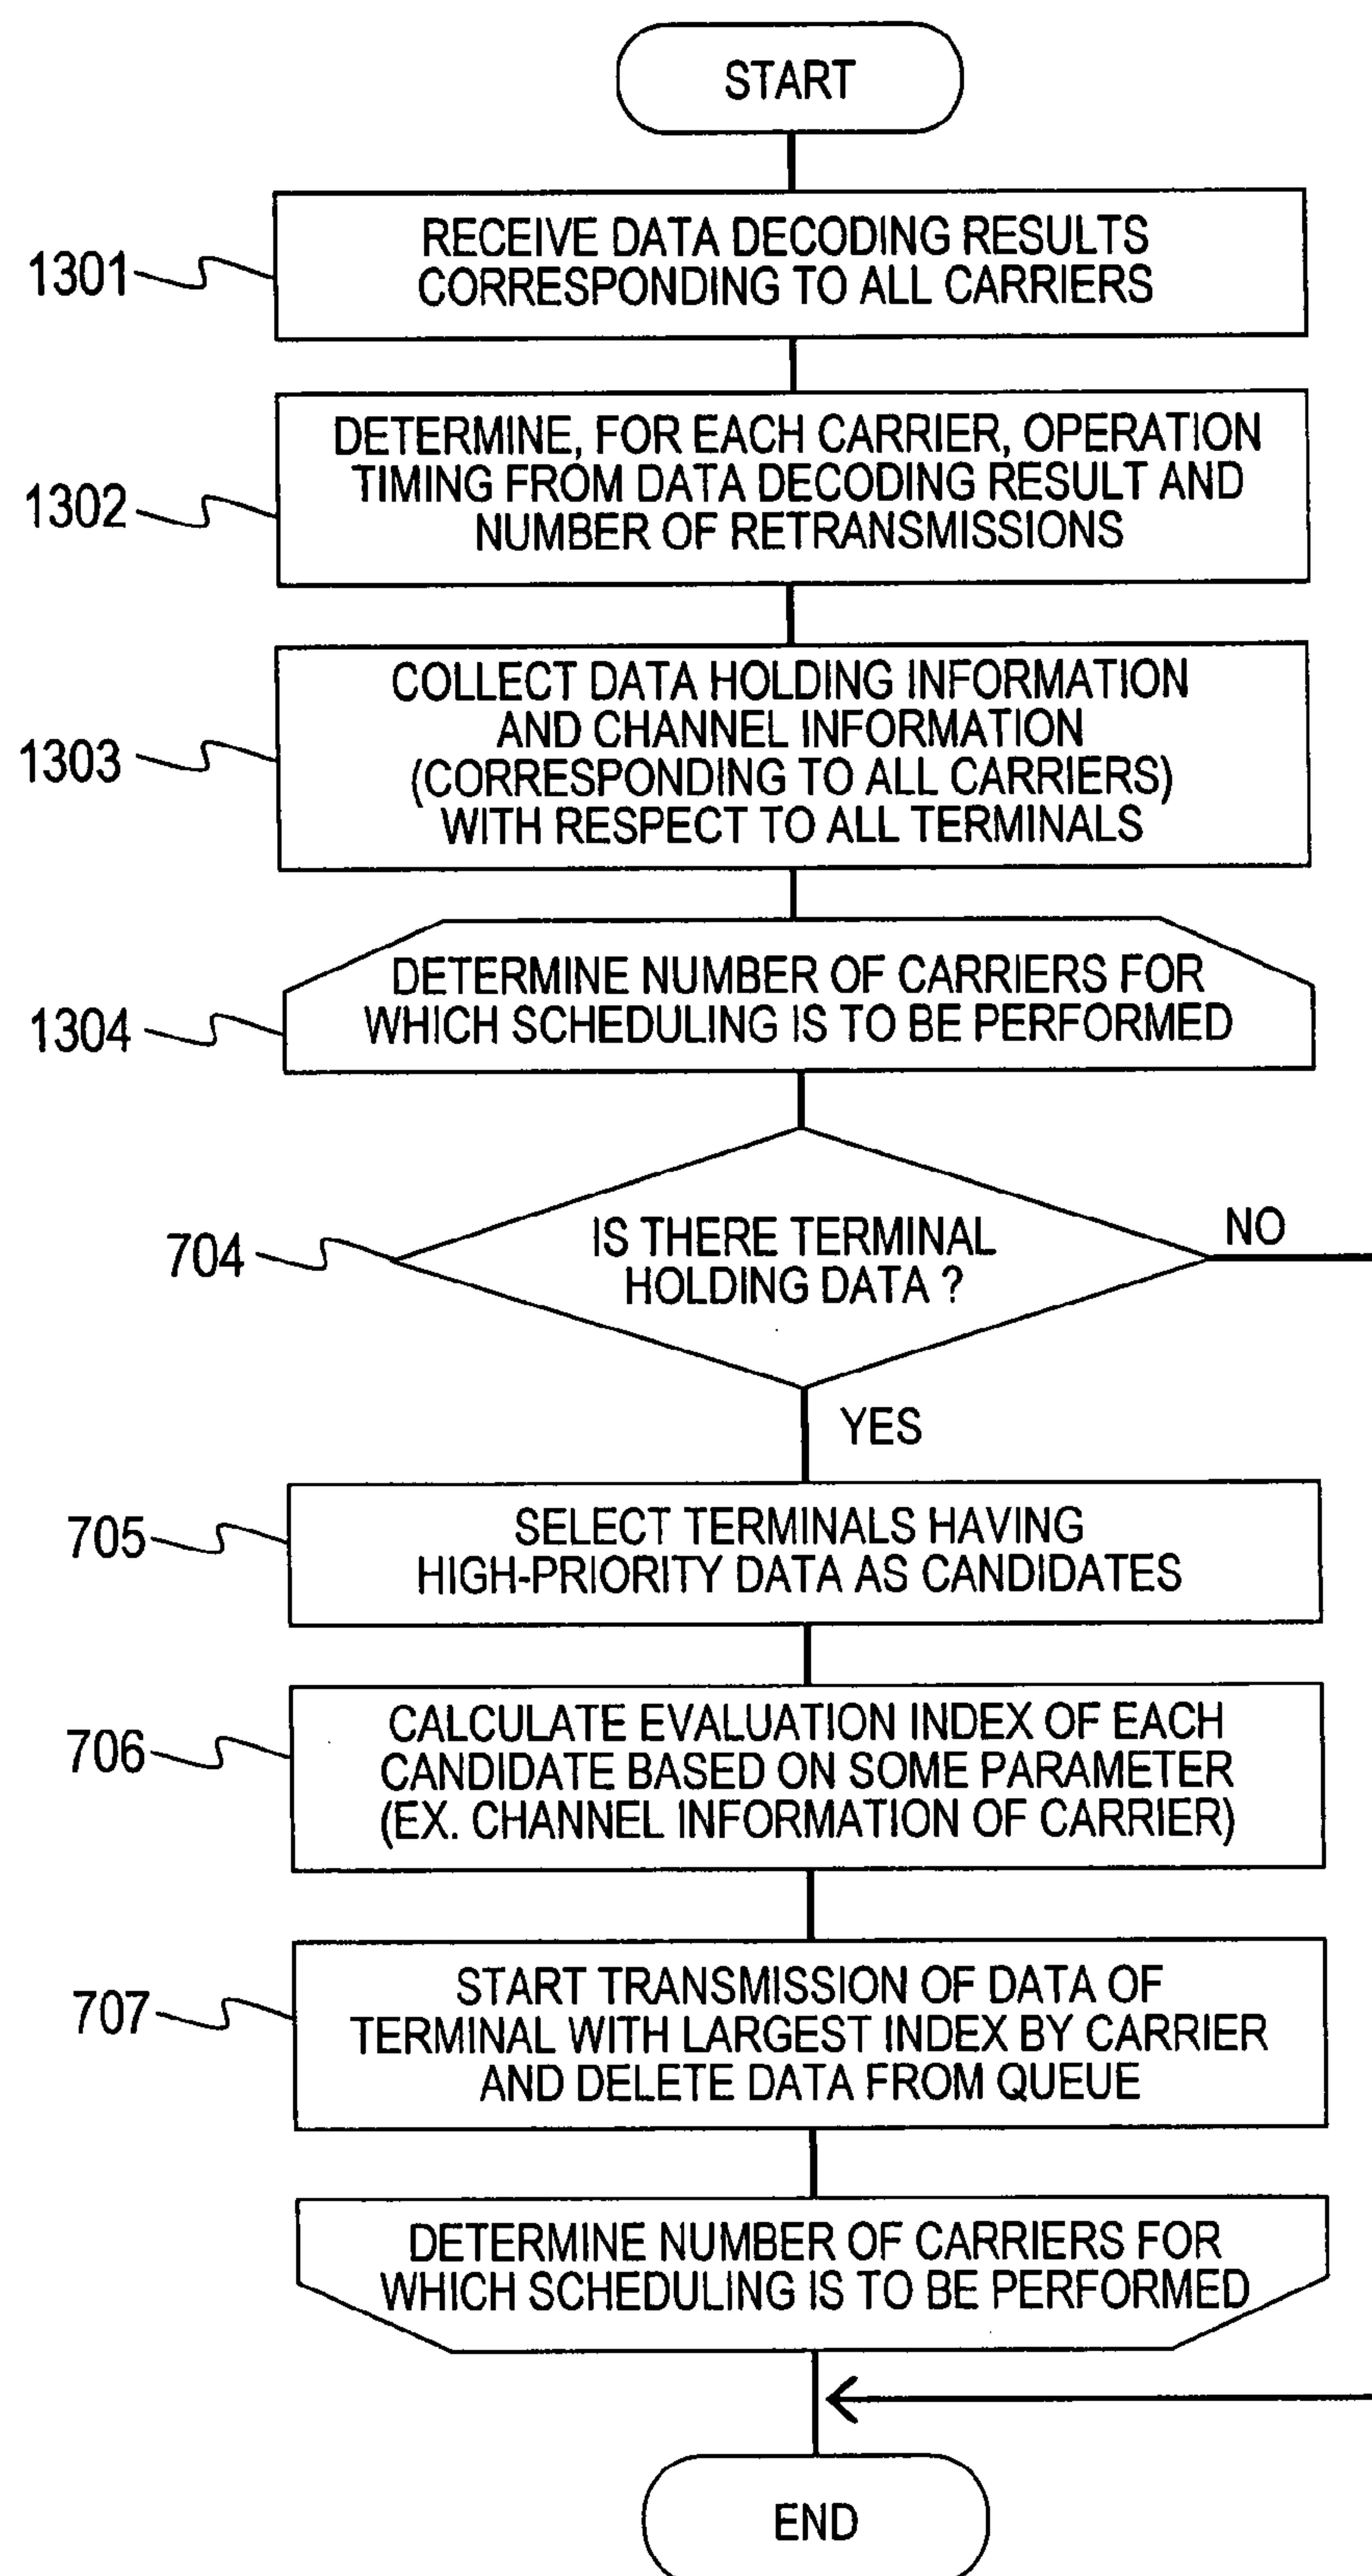 START
1301
RECEIVE DATA DECODING RESULTS
CORRESPONDING TO ALL CARRIERS
1302
DETERMINE, FOR EACH CARRIER, OPERATION
TIMING FROM DATA DECODING RESULT AND
NUMBER OF RETRANSMISSIONS
1303
COLLECT DATA HOLDING INFORMATION
AND CHANNEL INFORMATION
(CORRESPONDING TO ALL CARRIERS)
WITH RESPECT TO ALL TERMINALS
1304
DETERMINE NUMBER OF CARRIERS FOR
WHICH SCHEDULING IS TO BE PERFORMED
704
IS THERE TERMINAL
HOLDING DATA ?
NO
YES
705
SELECT TERMINALS HAVING
HIGH-PRIORITY DATA AS CANDIDATES
706
CALCULATE EVALUATION INDEX OF EACH
CANDIDATE BASED ON SOME PARAMETER
(EX. CHANNEL INFORMATION OF CARRIER)
707
START TRANSMISSION OF DATA OF
TERMINAL WITH LARGEST INDEX BY CARRIER
AND DELETE DATA FROM QUEUE
DETERMINE NUMBER OF CARRIERS FOR
WHICH SCHEDULING IS TO BE PERFORMED
END